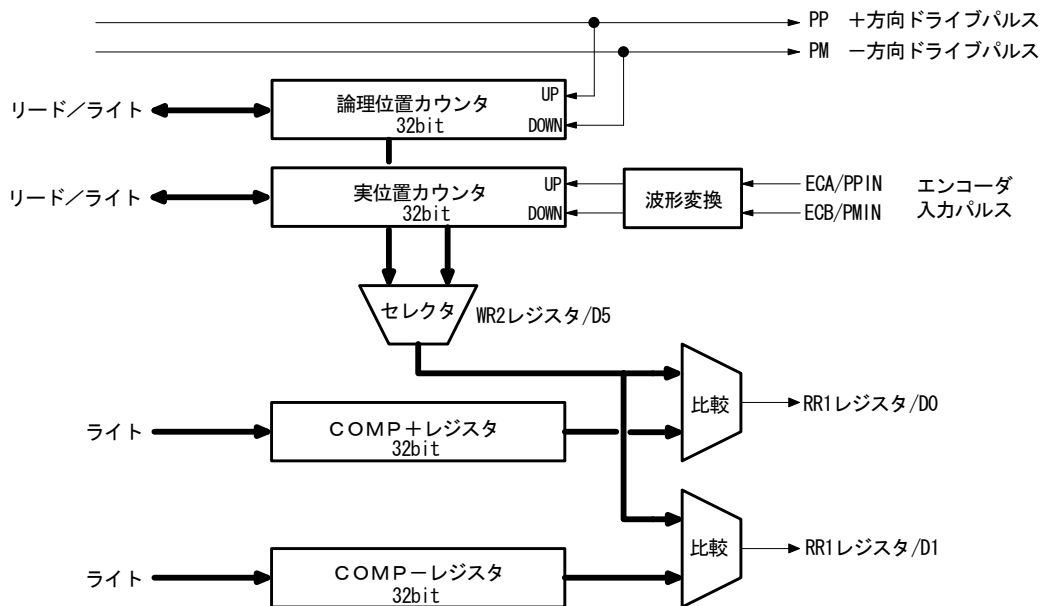 PP ＋方向ドライブパルス
PM －方向ドライブパルス
リード／ライト
論理位置カウンタ
32bit
UP
DOWN
リード／ライト
実位置カウンタ
32bit
UP
DOWN
波形変換
ECA/PPIN
ECB/PMIN
エンコーダ
入力パルス
セレクタ
WR2レジスタ/D5
比較
RR1レジスタ/D0
ライト
ＣＯＭＰ＋レジスタ
32bit
比較
RR1レジスタ/D1
ライト
ＣＯＭＰ－レジスタ
32bit